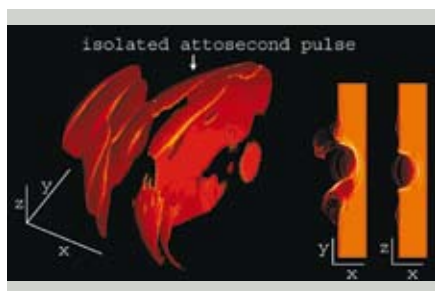 isolated attosecond pulse
z
y
x
y
x
z
x